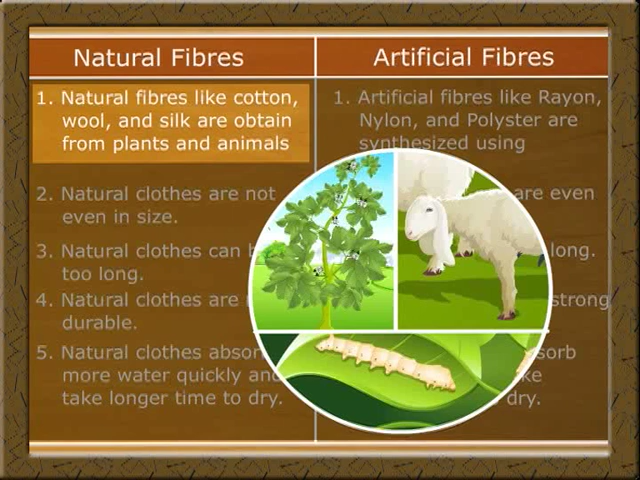 Natural Fibres
Artificial Fibres
1. Natural fibres like cotton,
wool, and silk are obtain
from plants and animals
1. Artificial fibres like Rayon,
Nylon, and Polyster are
synthesized using
2. Natural clothes are not
even in size.
are even
3. Natural clothes can
too long.
long.
4. Natural clothes are
durable.
strong
5. Natural clothes absorb
more water quickly and
take longer time to dry.
dry.